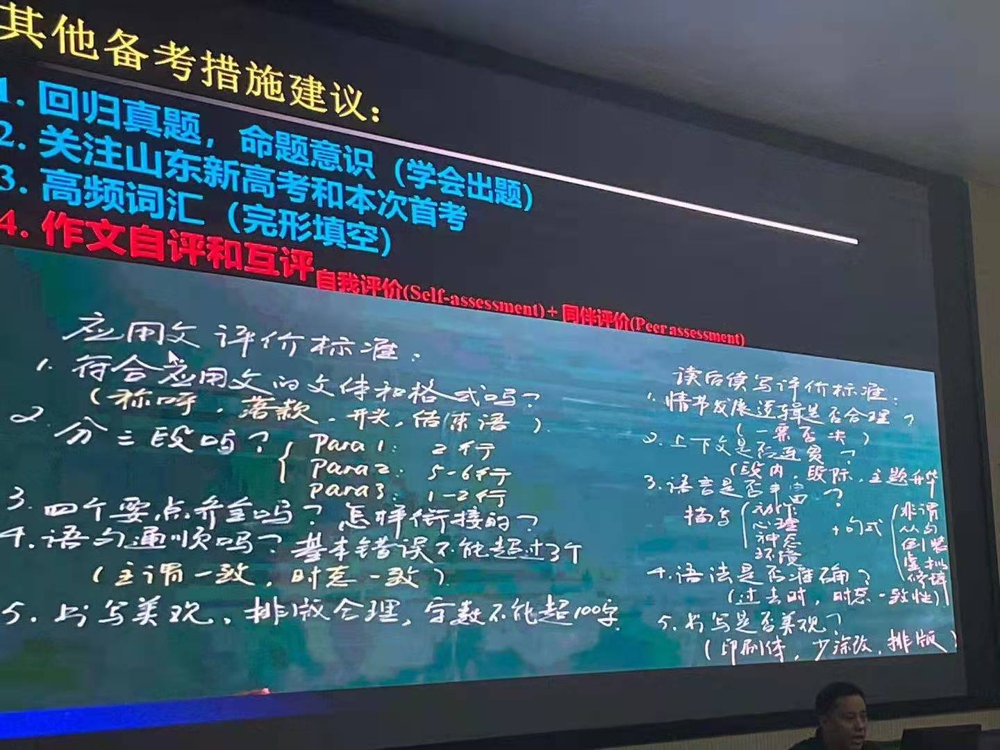 其他备考措施建议：
1. 回归真题，命题意识（学会出题）
2. 关注山东新高考和本次首考
3. 高频词汇（完形填空）
4. 作文自评和互评 自我评价(Self-assessment)+ 同伴评价(Peer assessment)
应用文评价标准：
1. 符合应用文的文体和格式吗？
（称呼，落款，开头，结束语）
2. 分三段吗？
Para 1: 2行
Para 2: 5-6行
Para 3: 1-2行
3. 四个要点齐全吗？怎样衔接的？
4. 语句通顺吗？基本错误不能超过3个
（主谓一致，时态一致）
5. 书写美观，排版合理，字数不能超100字.
读后续写评价标准：
1. 情节发展逻辑是否合理？
（一票否决）
2. 上下文是否连贯？
（段内，段际，主题升华
3. 语言是否丰富？
描写 动作 心理 神态 环境 + 句式 非谓 从句 倒装 虚拟
4. 语法是否准确？
（过去时，时态一致性）
5. 书写是否美观？
（印刷体，少涂改，排版）